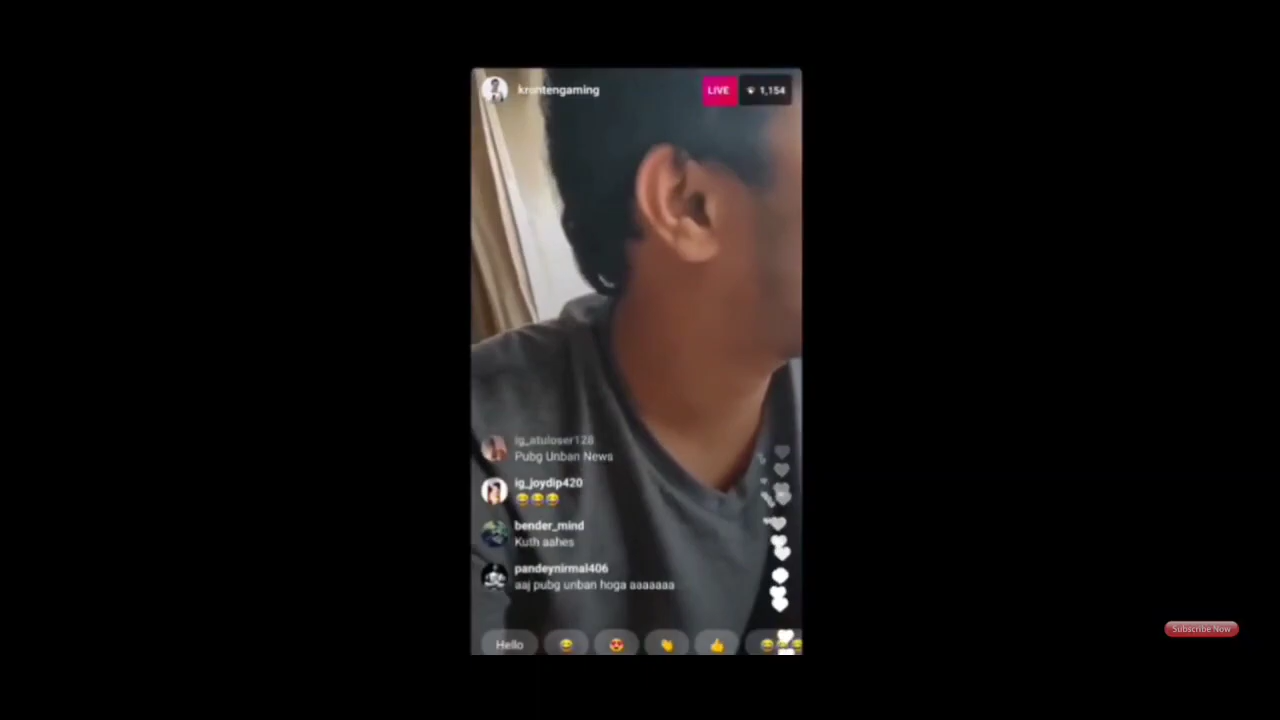 krontengaming
LIVE
1,154
ig_atuloser128
Pubg Unban News
ig_joydip420
😂😂😂
bender_mind
Kuth aahes
pandeynirmal406
aaj pubg unban hoga aaaaaaa
Hello
Subscribe Now